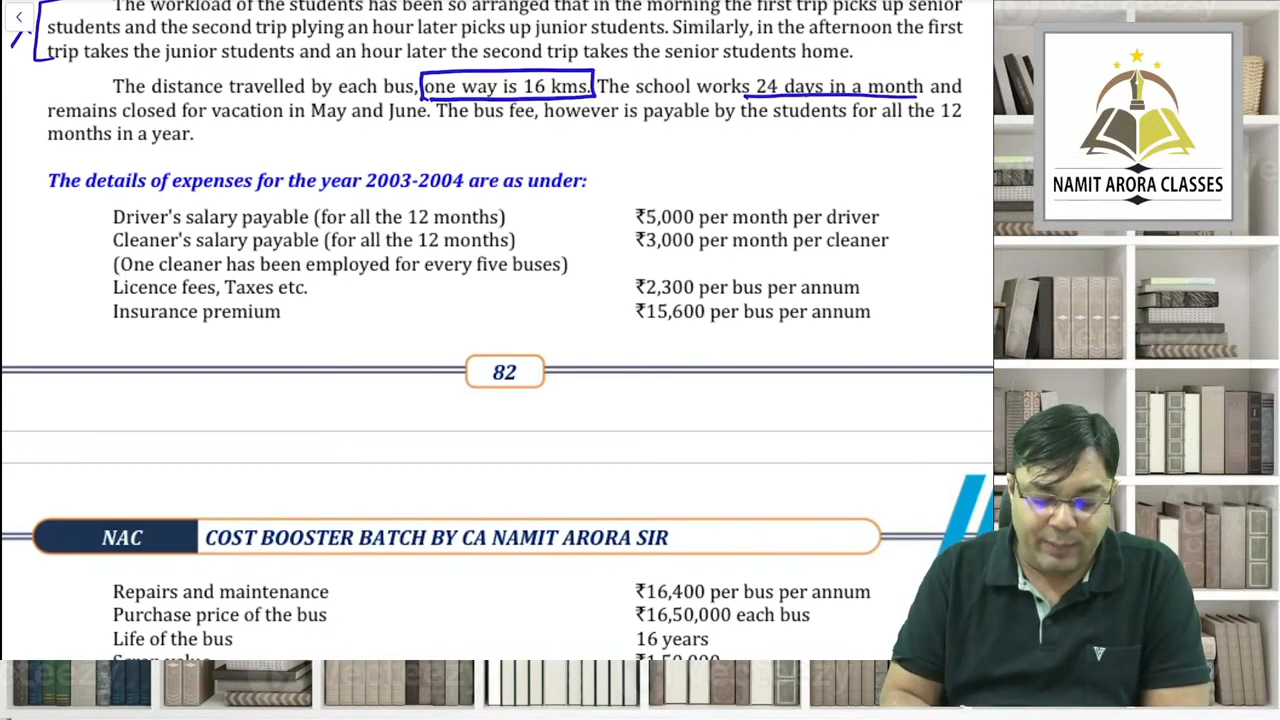 The workload of the students has been so arranged that in the morning the first trip picks up senior
students and the second trip plying an hour later picks up junior students. Similarly, in the afternoon the first
trip takes the junior students and an hour later the second trip takes the senior students home.
The distance travelled by each bus, one way is 16 kms. The school works 24 days in a month and
remains closed for vacation in May and June. The bus fee, however is payable by the students for all the 12
months in a year.
The details of expenses for the year 2003-2004 are as under:
Driver's salary payable (for all the 12 months) ₹5,000 per month per driver
Cleaner's salary payable (for all the 12 months) ₹3,000 per month per cleaner
(One cleaner has been employed for every five buses)
Licence fees, Taxes etc. ₹2,300 per bus per annum
Insurance premium ₹15,600 per bus per annum
82
NAC COST BOOSTER BATCH BY CA NAMIT ARORA SIR
Repairs and maintenance ₹16,400 per bus per annum
Purchase price of the bus ₹16,50,000 each bus
Life of the bus 16 years
Scrap value ₹1,50,000
NAMIT ARORA CLASSES